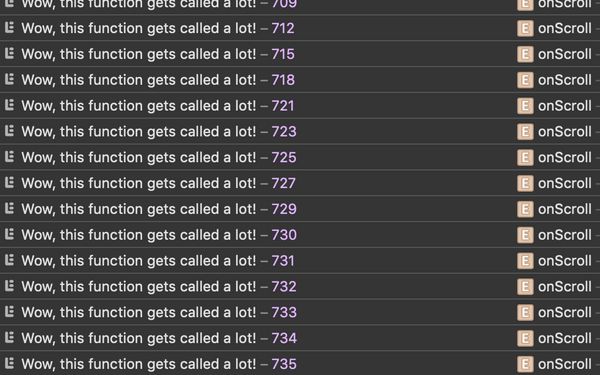 Wow, this function gets called a lot! – 709 E onScroll
Wow, this function gets called a lot! – 712 E onScroll
Wow, this function gets called a lot! – 715 E onScroll
Wow, this function gets called a lot! – 718 E onScroll
Wow, this function gets called a lot! – 721 E onScroll
Wow, this function gets called a lot! – 723 E onScroll
Wow, this function gets called a lot! – 725 E onScroll
Wow, this function gets called a lot! – 727 E onScroll
Wow, this function gets called a lot! – 729 E onScroll
Wow, this function gets called a lot! – 730 E onScroll
Wow, this function gets called a lot! – 731 E onScroll
Wow, this function gets called a lot! – 732 E onScroll
Wow, this function gets called a lot! – 733 E onScroll
Wow, this function gets called a lot! – 734 E onScroll
Wow, this function gets called a lot! – 735 E onScroll